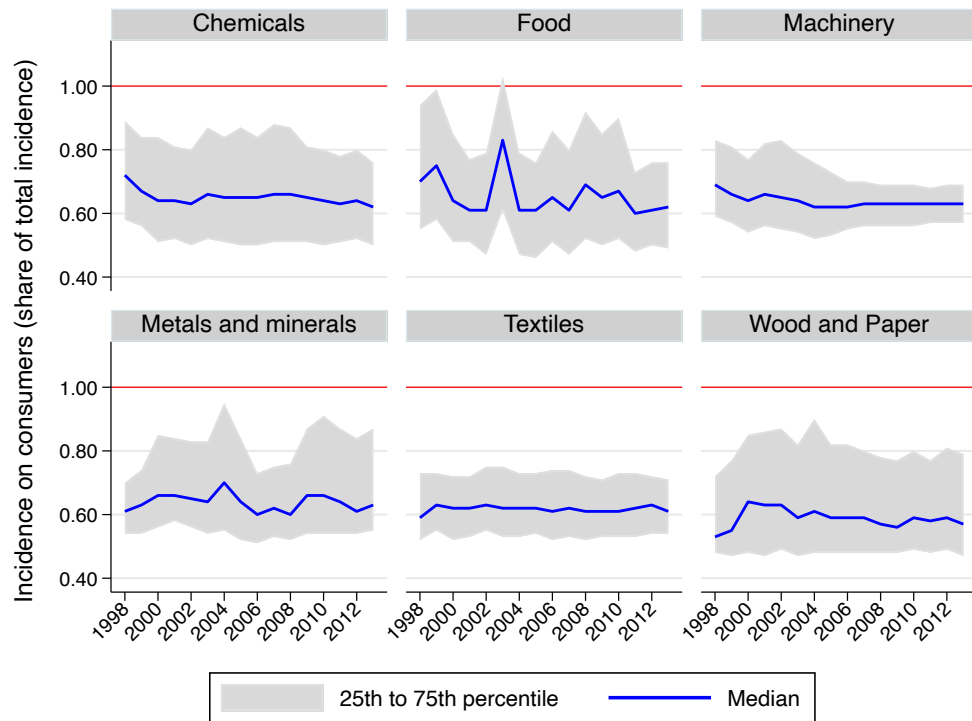 Chemicals
Food
Machinery
1.00
0.80
0.60
0.40
Metals and minerals
Textiles
Wood and Paper
1.00
0.80
0.60
0.40
1998 2000 2002 2004 2006 2008 2010 2012
1998 2000 2002 2004 2006 2008 2010 2012
1998 2000 2002 2004 2006 2008 2010 2012
Incidence on consumers (share of total incidence)
25th to 75th percentile
Median